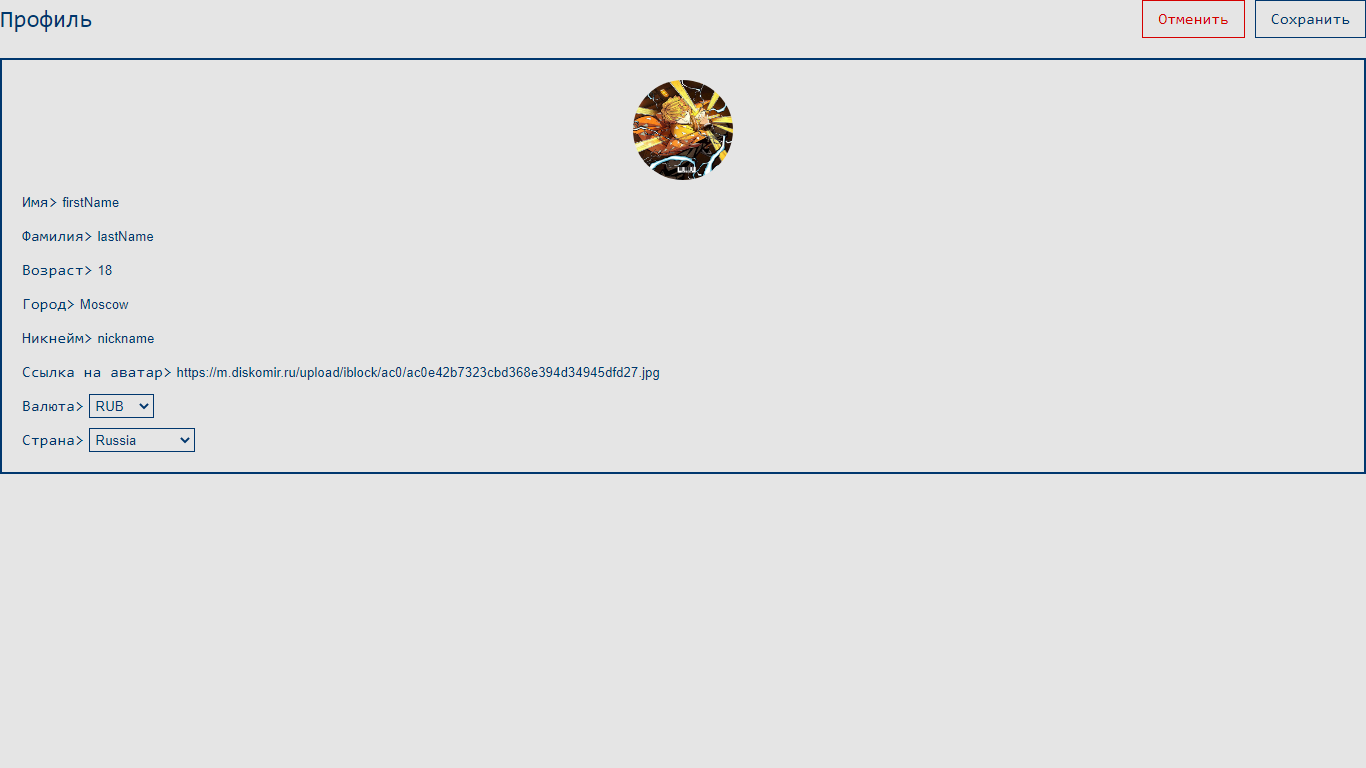 Профиль
Отменить
Сохранить
Имя> firstName
Фамилия> lastName
Возраст> 18
Город> Moscow
Никнейм> nickname
Ссылка на аватар> https://m.diskomir.ru/upload/iblock/ac0/ac0e42b7323cbd368e394d34945dfd27.jpg
Валюта> RUB
Страна> Russia